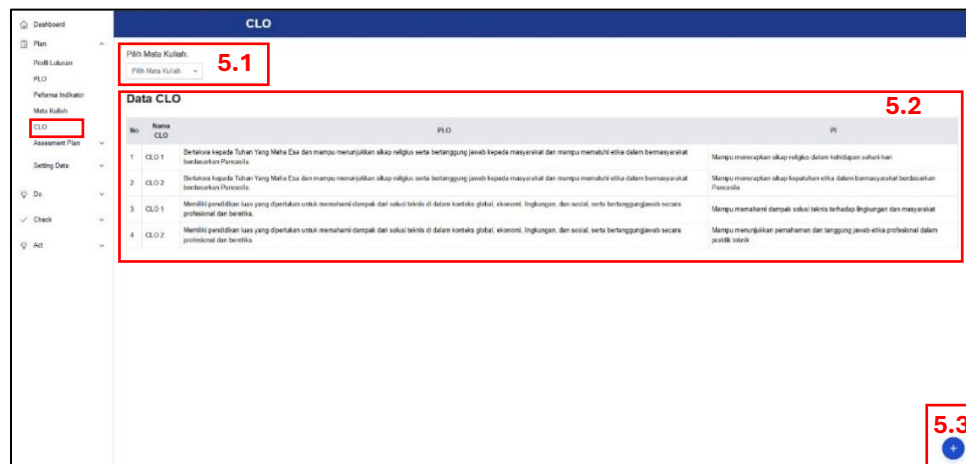 Dashboard
CLO
Plan
Profil Lulusan
PLO
Peforma Indikator
Mata Kuliah
CLO
Assesment Plan
Setting Data
Do
Check
Act
Pilih Mata Kuliah:
Pilih Mata Kuliah
5.1
Data CLO
5.2
No Nama CLO PLO PI
1 CLO 1 Bertakwa kepada Tuhan Yang Maha Esa dan mampu menunjukkan sikap religius serta bertanggung jawab kepada masyarakat dan mampu mematuhi etika dalam bermasyarakat
berdasarkan Pancasila.
Mampu menerapkan sikap religius dalam kehidupan sehari-hari
2 CLO 2 Bertakwa kepada Tuhan Yang Maha Esa dan mampu menunjukkan sikap religius serta bertanggung jawab kepada masyarakat dan mampu mematuhi etika dalam bermasyarakat
berdasarkan Pancasila.
Mampu menerapkan sikap kepatuhan etika dalam bermasyarakat berdasarkan
Pancasila
3 CLO 1 Memiliki pendidikan luas yang diperlukan untuk memahami dampak dari solusi teknis di dalam konteks global, ekonomi, lingkungan, dan sosial, serta bertanggungjawab secara
profesional dan beretika.
Mampu memahami dampak solusi teknis terhadap lingkungan dan masyarakat
4 CLO 2 Memiliki pendidikan luas yang diperlukan untuk memahami dampak dari solusi teknis di dalam konteks global, ekonomi, lingkungan, dan sosial, serta bertanggungjawab secara
profesional dan beretika.
Mampu menunjukkan pemahaman dan tanggung jawab etika profesional dalam
praktik teknik
5.3